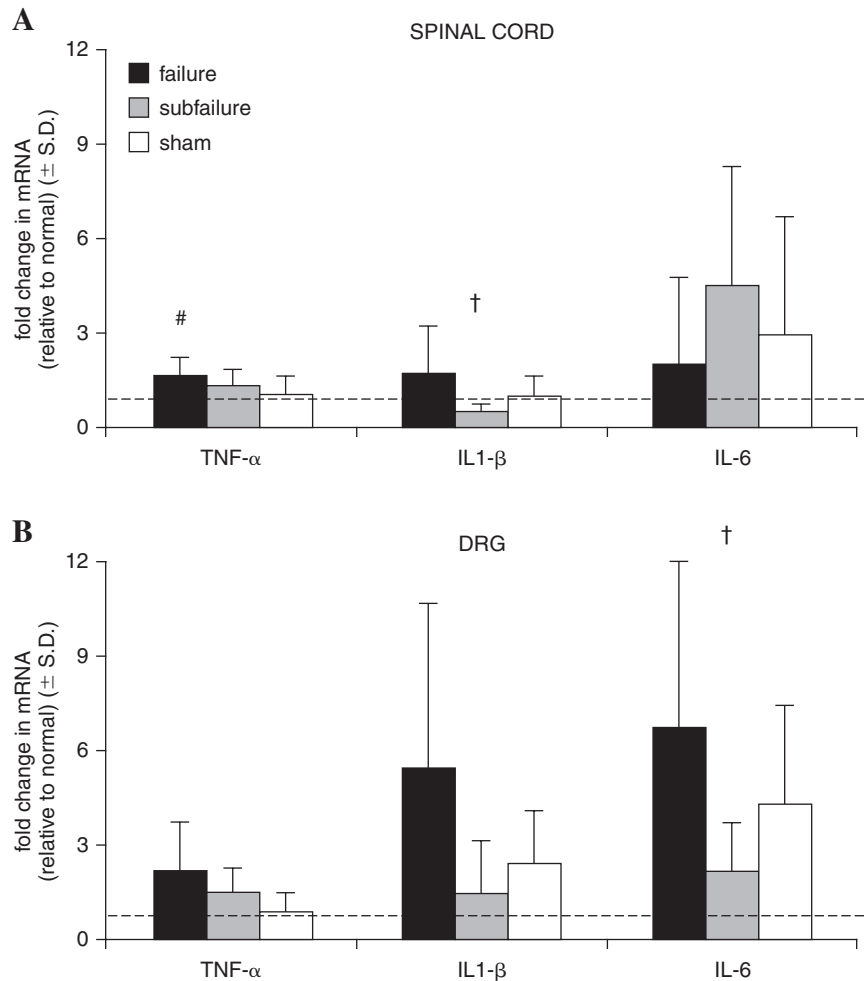 A
SPINAL CORD
12
9
6
3
0
fold change in mRNA
(relative to normal) (± S.D.)
failure
subfailure
sham
#
†
TNF-α
IL1-β
IL-6
B
DRG
†
12
9
6
3
0
fold change in mRNA
(relative to normal) (± S.D.)
TNF-α
IL1-β
IL-6